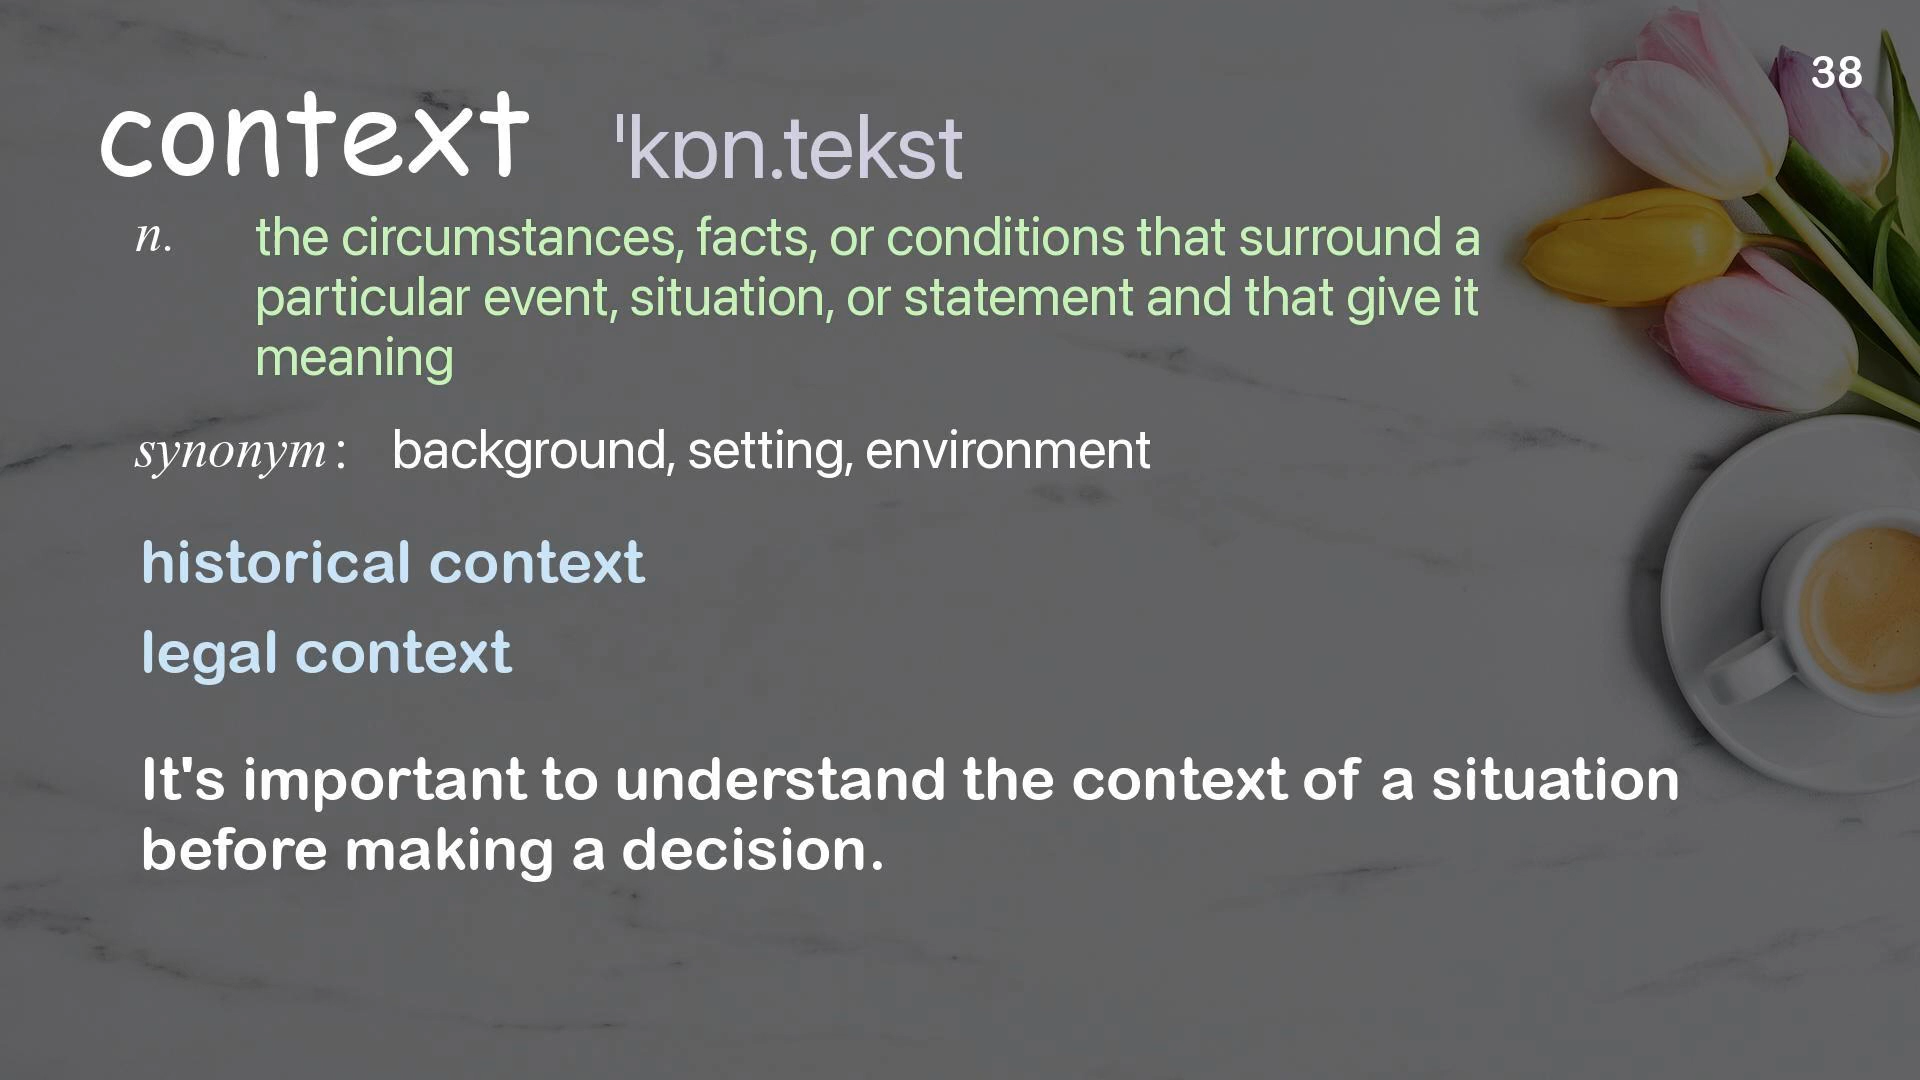 38
context ˈkɒn.tekst
n. the circumstances, facts, or conditions that surround a
particular event, situation, or statement and that give it
meaning
synonym: background, setting, environment
historical context
legal context
It's important to understand the context of a situation
before making a decision.